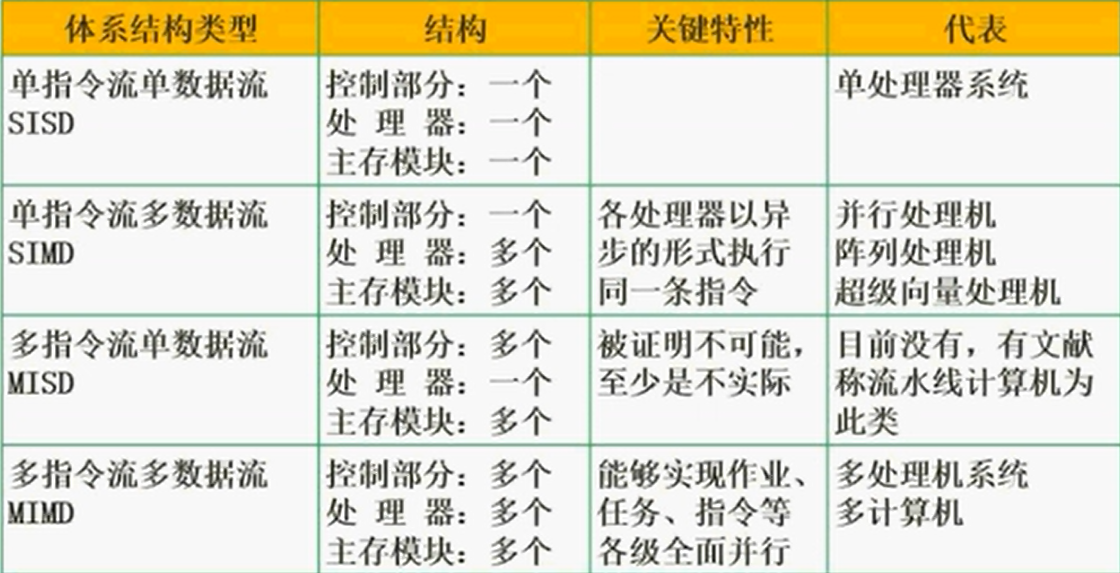 体系结构类型 结构 关键特性 代表
单指令流单数据流
SISD
控制部分：一个
处 理 器：一个
主存模块：一个
单处理器系统
单指令流多数据流
SIMD
控制部分：一个
处 理 器：多个
主存模块：多个
各处理器以异
步的形式执行
同一条指令
并行处理机
阵列处理机
超级向量处理机
多指令流单数据流
MISD
控制部分：多个
处 理 器：一个
主存模块：多个
被证明不可能，
至少是不实际
目前没有，有文献
称流水线计算机为
此类
多指令流多数据流
MIMD
控制部分：多个
处 理 器：多个
主存模块：多个
能够实现作业、
任务、指令等
各级全面并行
多处理机系统
多计算机